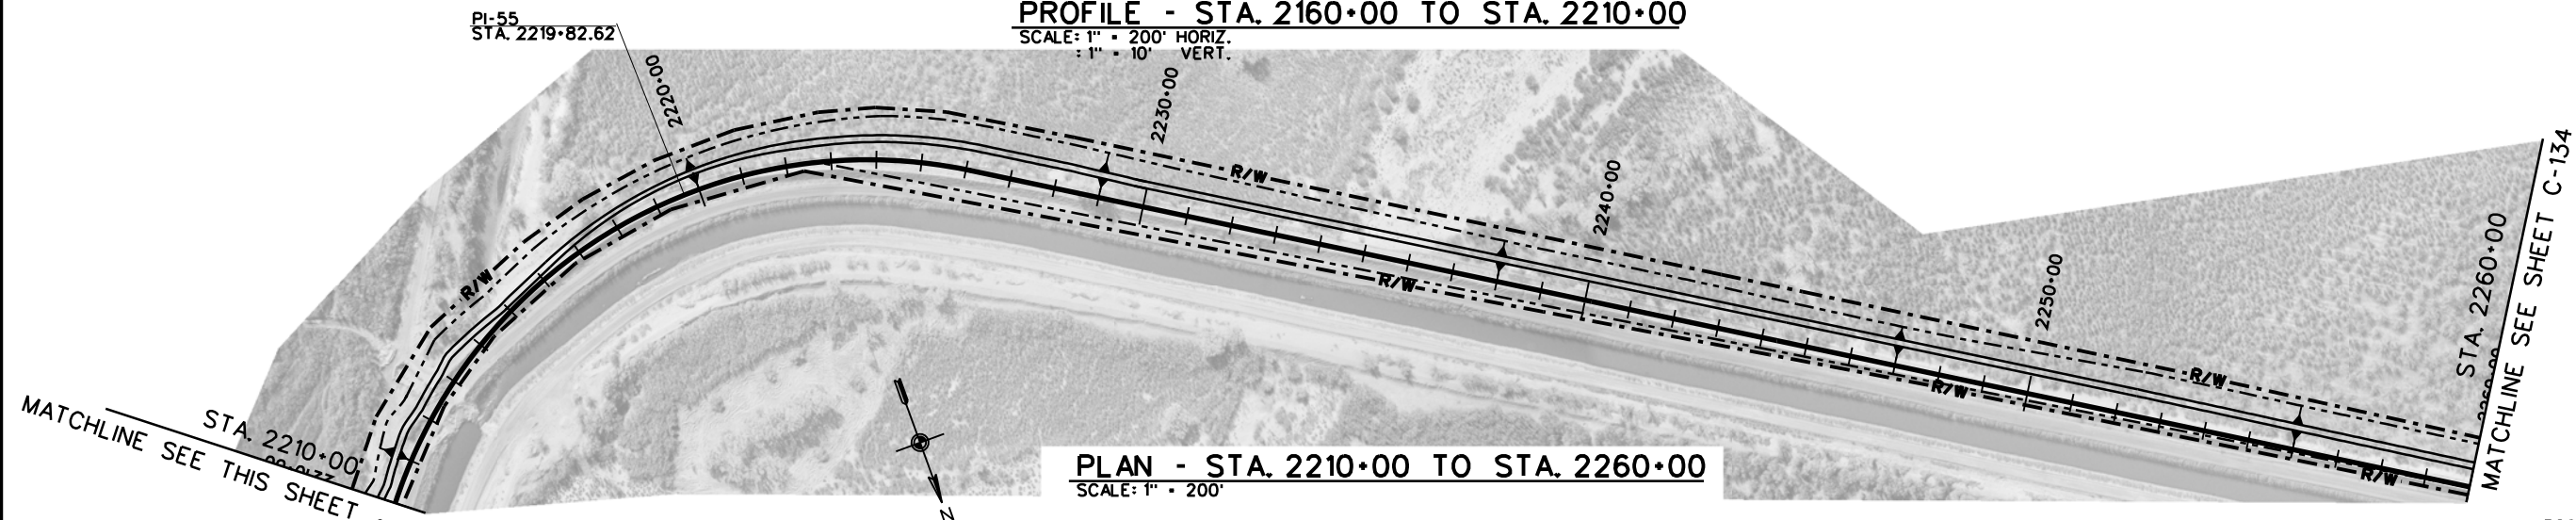 PROFILE - STA. 2160+00 TO STA. 2210+00
SCALE: 1" = 200' HORIZ.
: 1" = 10' VERT.
PI-55
STA. 2219+82.62
2220+00
2230+00
2240+00
2250+00
R/W
R/W
R/W
R/W
R/W
R/W
R/W
STA. 2260+00
MATCHLINE SEE SHEET C-134
STA. 2210+00
MATCHLINE SEE THIS SHEET
PLAN - STA. 2210+00 TO STA. 2260+00
SCALE: 1" = 200'
N